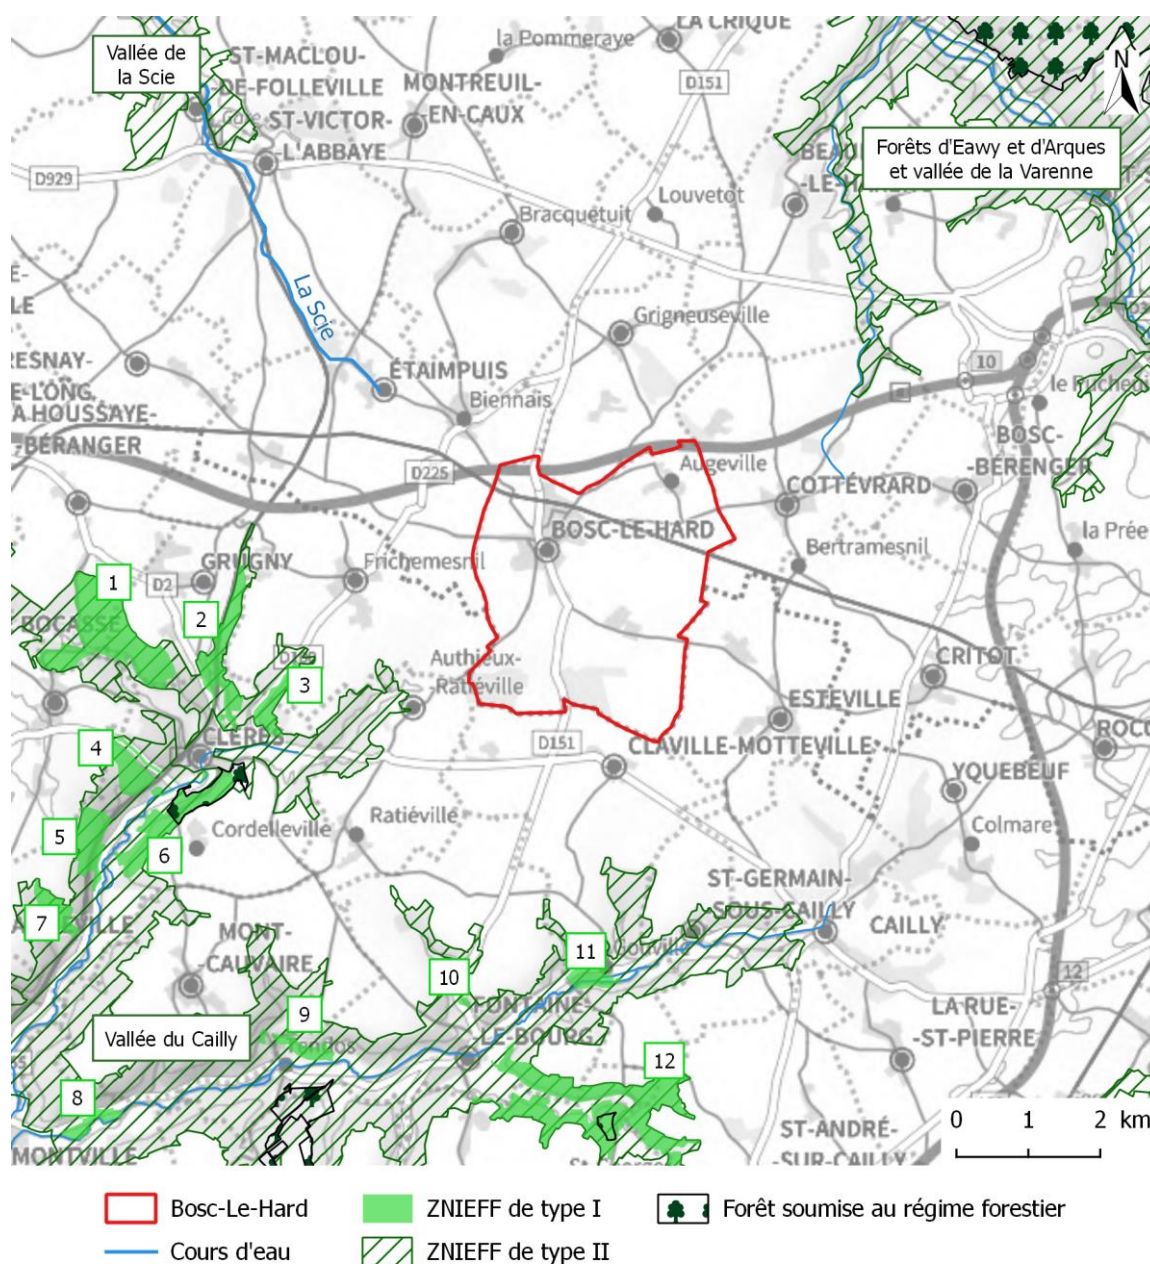 Vallée de
la Scie
ST-MACLOU-
-DE-FOLLEVILLE
ST-VICTOR-
-L'ABBAYE
la Pommeraye
MONTREUIL-
-EN-CAUX
LA CRIQUE
D151
N
Forêts d'Eawy et d'Arques
et vallée de la Varenne
D929
Bracquetuit
Louvetot
La Scie
Grigneuseville
ÉTAIMPUIS
Biennais
10
BOSC-
-BÉRENGER
-BÉRANGER
D225
Augeville
COTTÉVRARD
BOSC-LE-HARD
Bertramesnil
la Prée
GRUGNY
D2
Frichemesnil
1
2
3
Authieux-
Ratiéville
CRITOT
ESTEVILLE
D151
CLAVILLE-MOTTEVILLE
4
YQUEBEUF
Colmare
5
6
Cordelleville
Ratiéville
7
MONT-
-CAUVAIRE
ST-GERMAIN-
-SOUS-CAILLY
CAILLY
11
10
12
FONTAINE-
-LE-BOURG
LA RUE-
-ST-PIERRE
9
Vallée du Cailly
12
8
MONTVILLE
ST-ANDRÉ-
-SUR-CAILLY
0 1 2 km
Bosc-Le-Hard
ZNIEFF de type I
Forêt soumise au régime forestier
Cours d'eau
ZNIEFF de type II